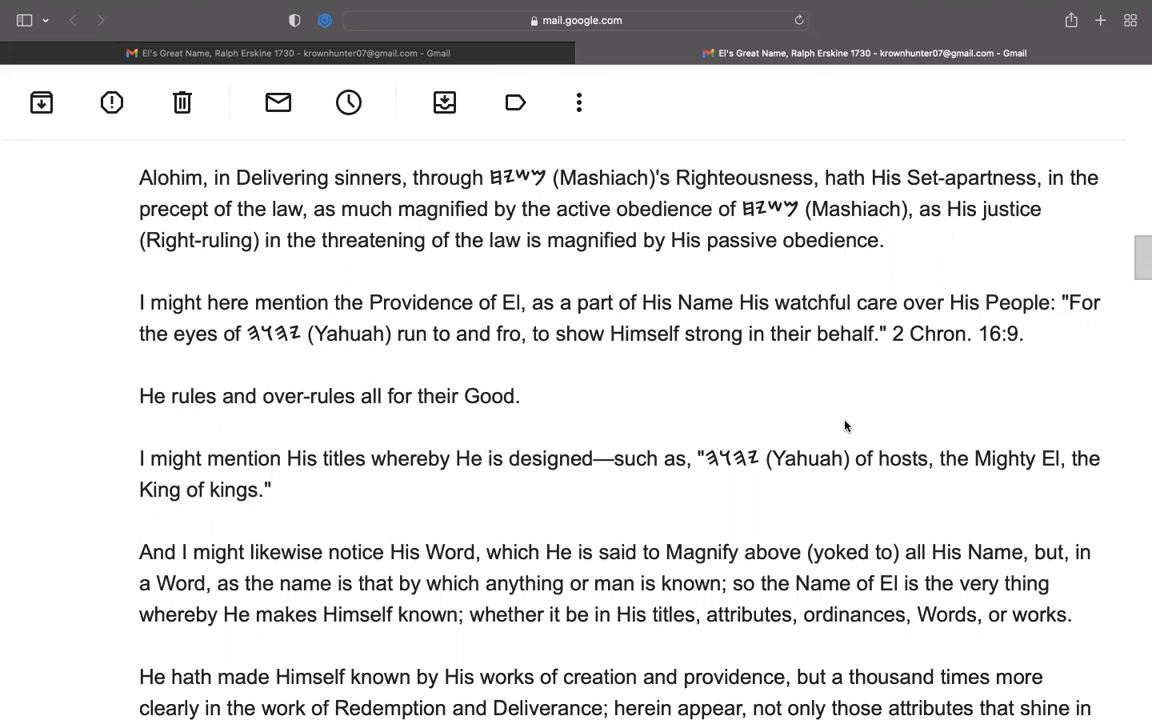 mail.google.com
El's Great Name, Ralph Erskine 1730 - krownhunter07@gmail.com - Gmail
El's Great Name, Ralph Erskine 1730 - krownhunter07@gmail.com - Gmail
Alohim, in Delivering sinners, through 𐤌𐤔𐤉𐤇 (Mashiach)'s Righteousness, hath His Set-apartness, in the
precept of the law, as much magnified by the active obedience of 𐤌𐤔𐤉𐤇 (Mashiach), as His justice
(Right-ruling) in the threatening of the law is magnified by His passive obedience.
I might here mention the Providence of El, as a part of His Name His watchful care over His People: "For
the eyes of 𐤉𐤄𐤅𐤄 (Yahuah) run to and fro, to show Himself strong in their behalf." 2 Chron. 16:9.
He rules and over-rules all for their Good.
I might mention His titles whereby He is designed—such as, "𐤉𐤄𐤅𐤄 (Yahuah) of hosts, the Mighty El, the
King of kings."
And I might likewise notice His Word, which He is said to Magnify above (yoked to) all His Name, but, in
a Word, as the name is that by which anything or man is known; so the Name of El is the very thing
whereby He makes Himself known; whether it be in His titles, attributes, ordinances, Words, or works.
He hath made Himself known by His works of creation and providence, but a thousand times more
clearly in the work of Redemption and Deliverance; herein appear, not only those attributes that shine in